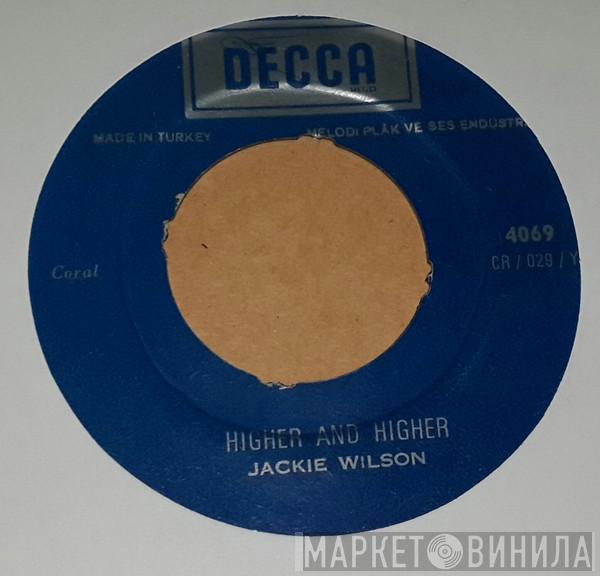 DECCA
MADE IN TURKEY
MELODİ PLÂK VE SES ENDÜSTR
4069
CR / 029 / Y
Coral
HIGHER AND HIGHER
JACKIE WILSON
МАРКЕТ ВИНИЛА